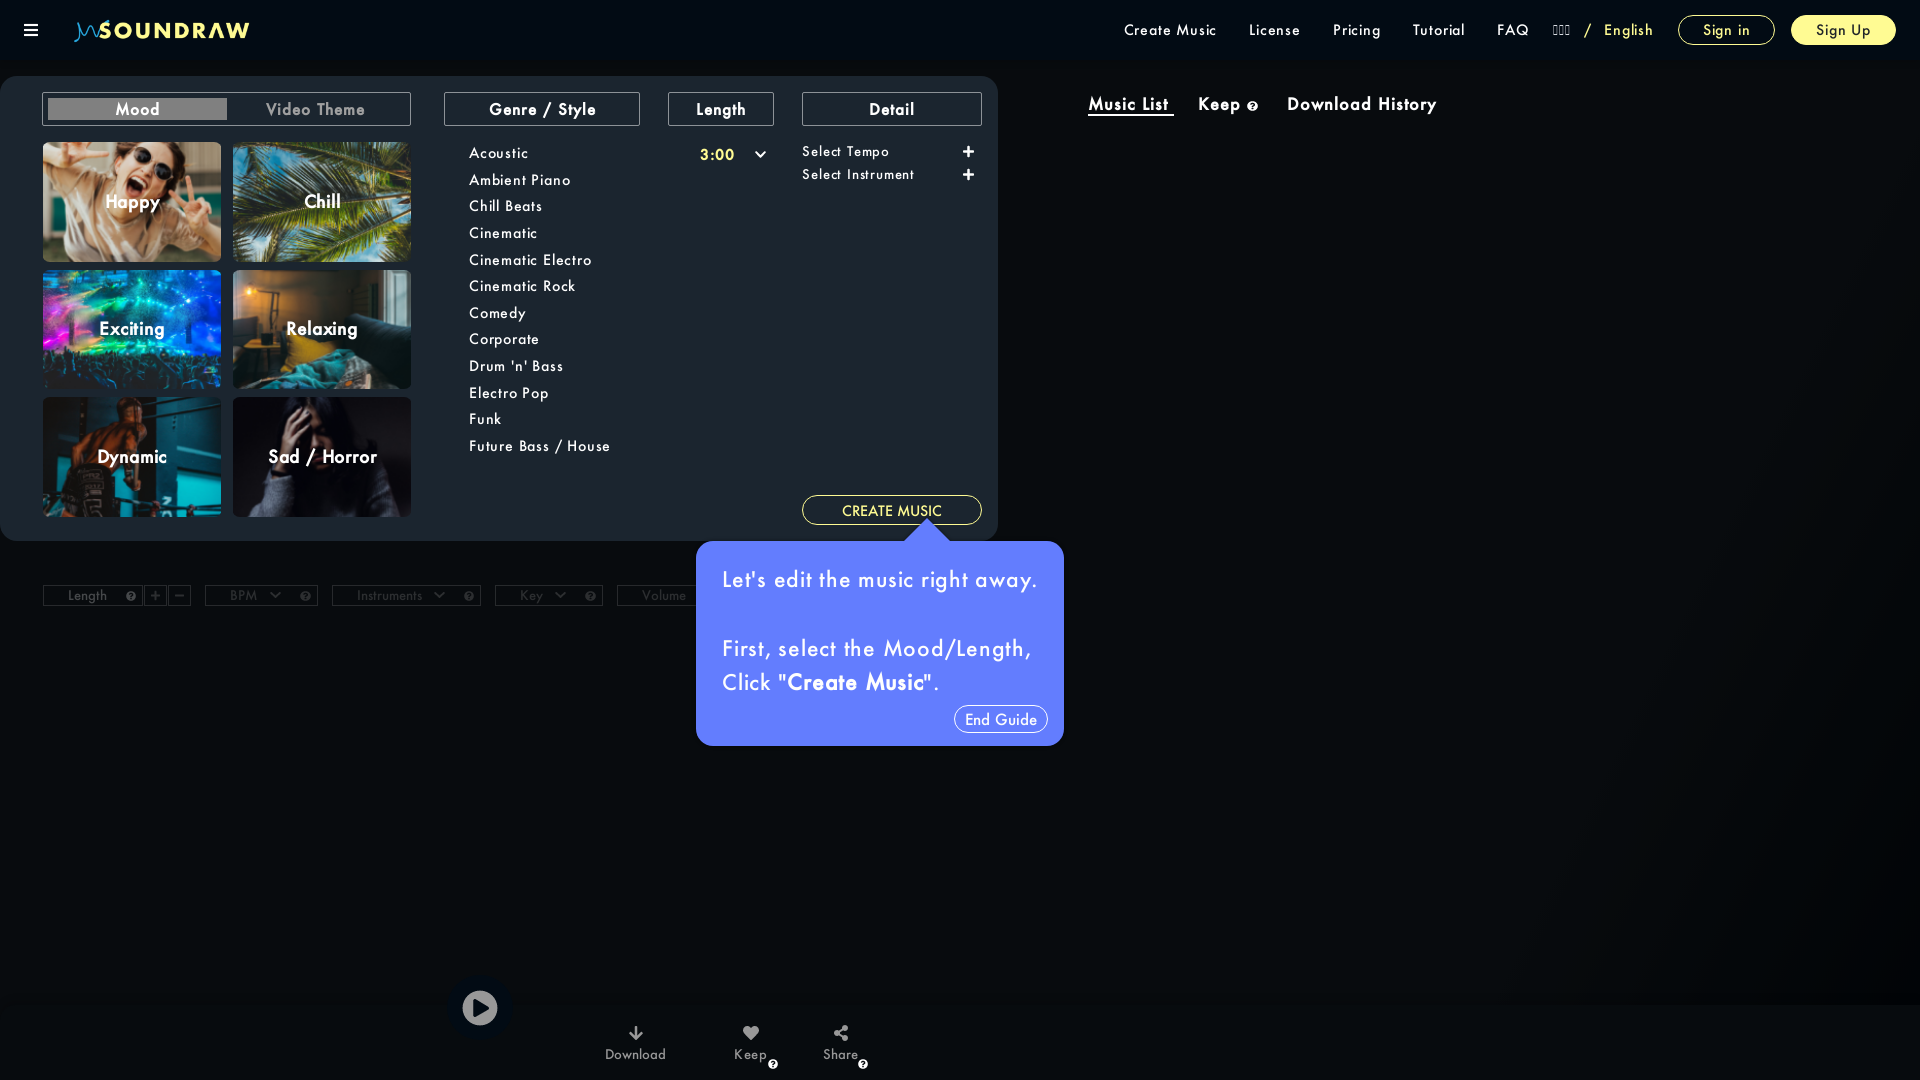 SOUNDRAW
Create Music
License
Pricing
Tutorial
FAQ
/
English
Sign in
Sign Up
Mood
Video Theme
Happy
Chill
Exciting
Relaxing
Dynamic
Sad / Horror
Genre / Style
Acoustic
Ambient Piano
Chill Beats
Cinematic
Cinematic Electro
Cinematic Rock
Comedy
Corporate
Drum 'n' Bass
Electro Pop
Funk
Future Bass / House
Length
3:00
Detail
Select Tempo
Select Instrument
CREATE MUSIC
Music List
Keep
Download History
Length
BPM
Instruments
Key
Volume
Let's edit the music right away.
First, select the Mood/Length,
Click "Create Music".
End Guide
Download
Keep
Share